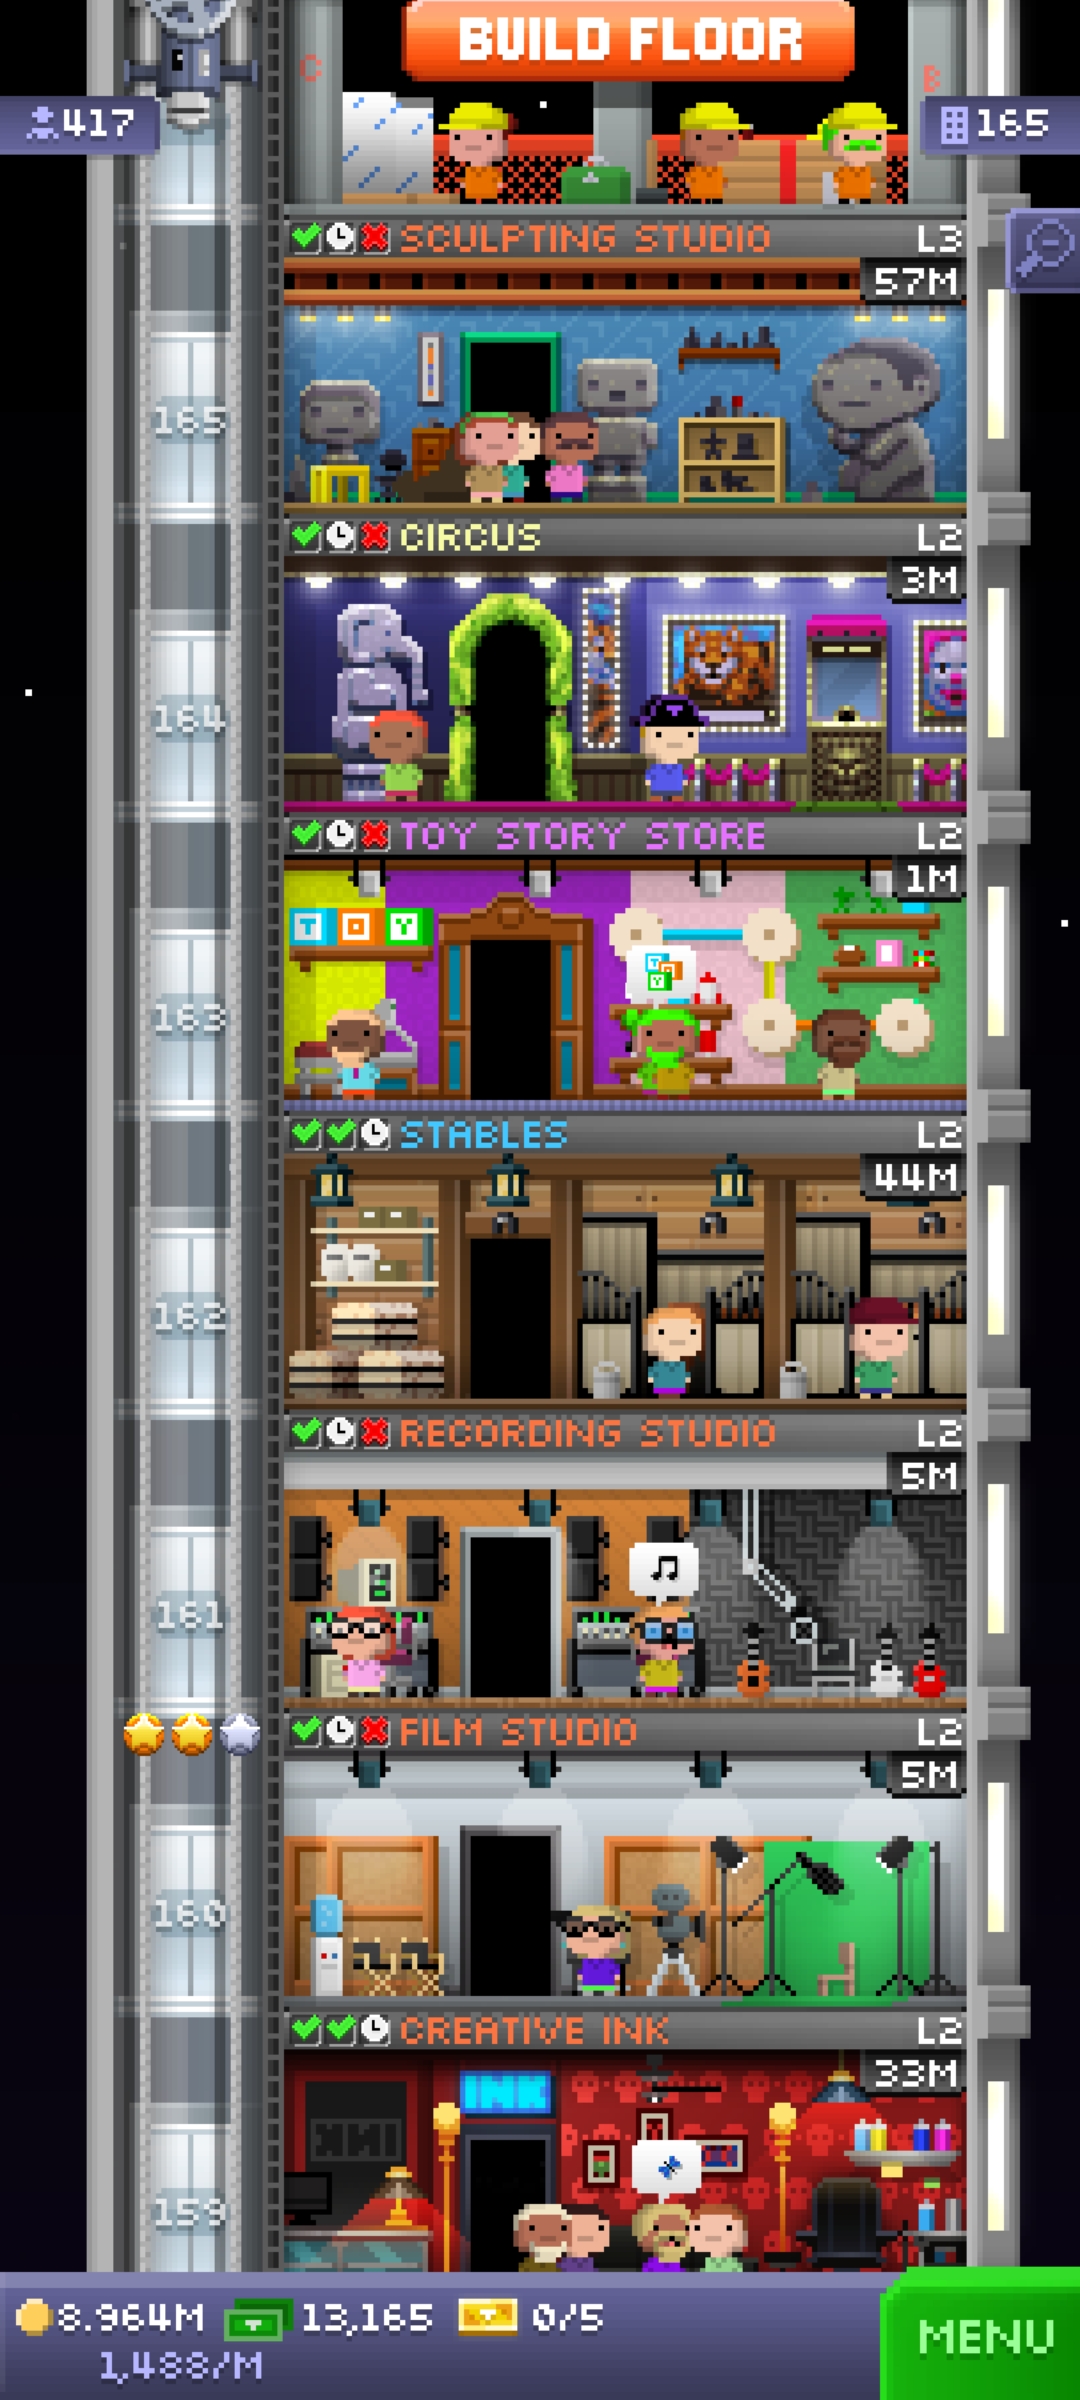 BUILD FLOOR
C
B
417
165
SCULPTING STUDIO L3
57M
165
CIRCUS L2
3M
164
TOY STORY STORE L2
1M
TOY
163
STABLES L2
44M
162
RECORDING STUDIO L2
5M
161
FILM STUDIO L2
5M
160
CREATIVE INK L2
33M
INK
159
8.964M 13,165 0/5
1,488/M
MENU